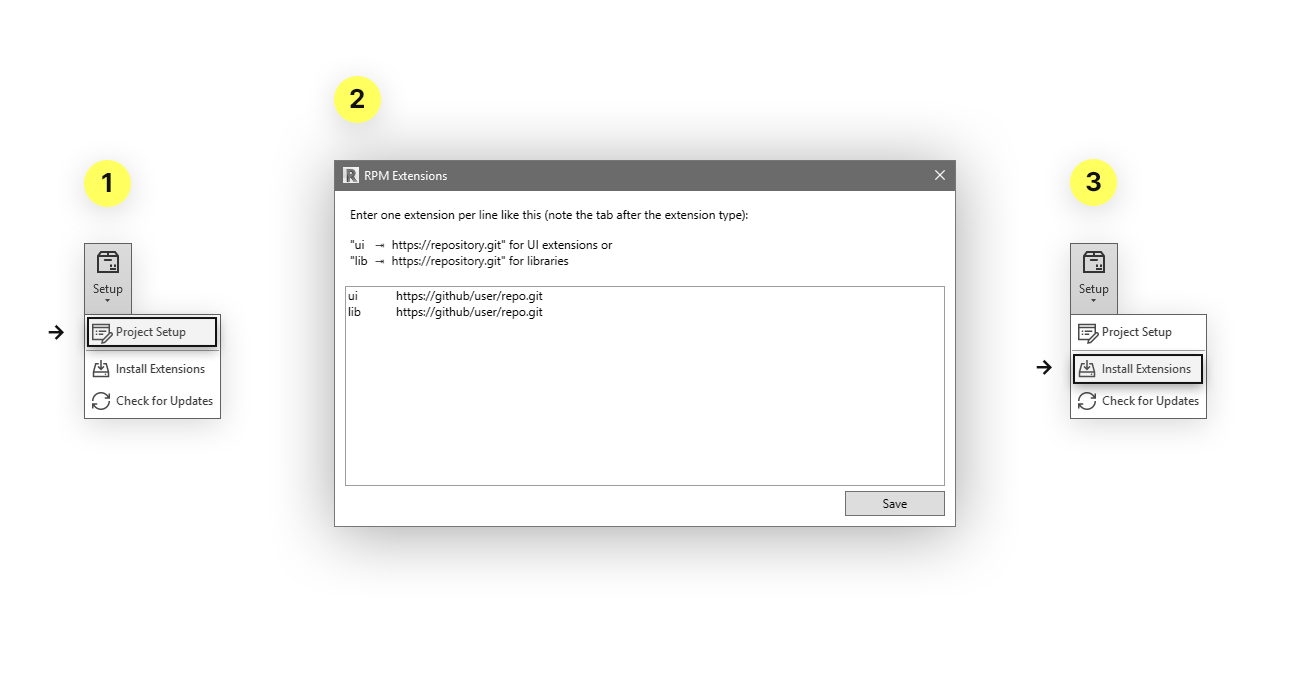 1
Setup
Project Setup
Install Extensions
Check for Updates
2
R RPM Extensions
Enter one extension per line like this (note the tab after the extension type):
"ui ⇥ https://repository.git" for UI extensions or
"lib ⇥ https://repository.git" for libraries
ui https://github/user/repo.git
lib https://github/user/repo.git
Save
3
Setup
Project Setup
Install Extensions
Check for Updates